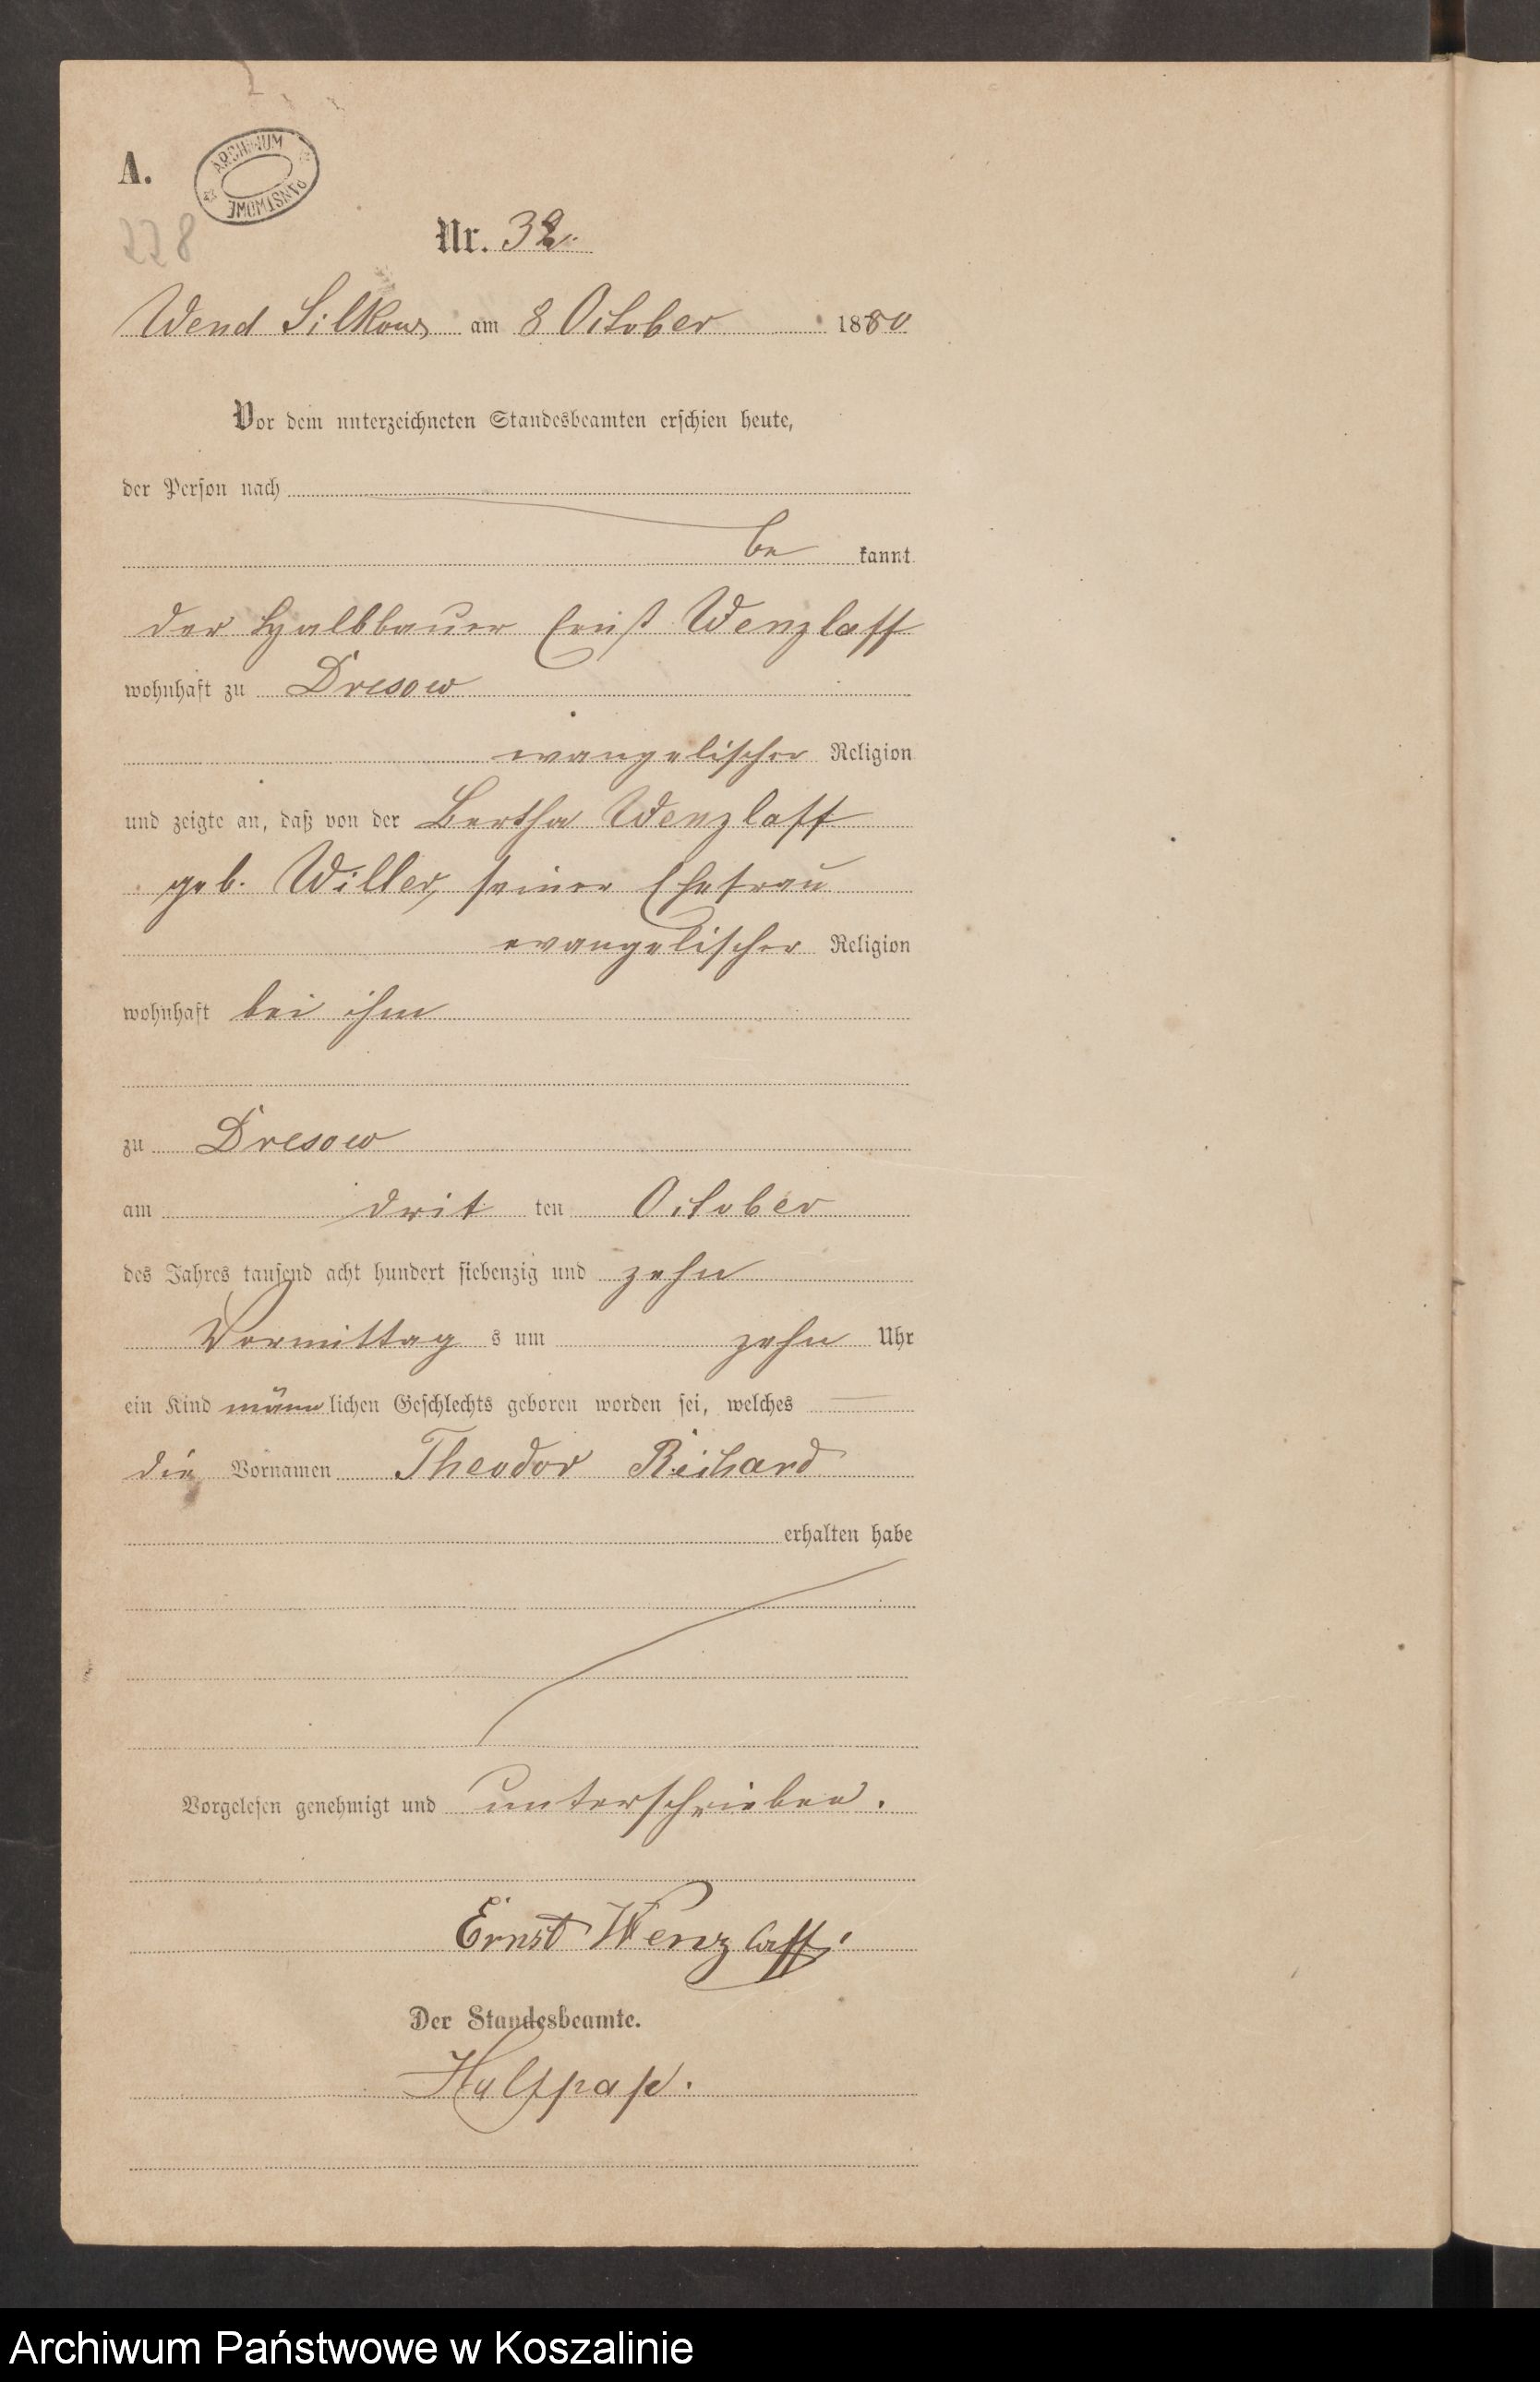 A.
ARCHIWUM PAŃSTWOWE
228
Nr. 32.
Wend Silkow am 8 October 1880
Vor dem unterzeichneten Standesbeamten erschien heute,
der Person nach
be kannt
der Halbbauer Ernst Wenzlaff
wohnhaft zu Dresow
evangelischer Religion
und zeigte an, daß von der Bertha Wenzlaff
geb. Willer, seiner Ehefrau
evangelischer Religion
wohnhaft bei ihm
zu Dresow
am drit ten October
des Jahres tausend acht hundert siebenzig und zehn
Vormittag s um zehn Uhr
ein Kind männ lichen Geschlechts geboren worden sei, welches
die Vornamen Theodor Richard
erhalten habe
Vorgelesen genehmigt und unterschrieben.
Ernst Wenzlaff
Der Standesbeamte.
Archiwum Państwowe w Koszalinie